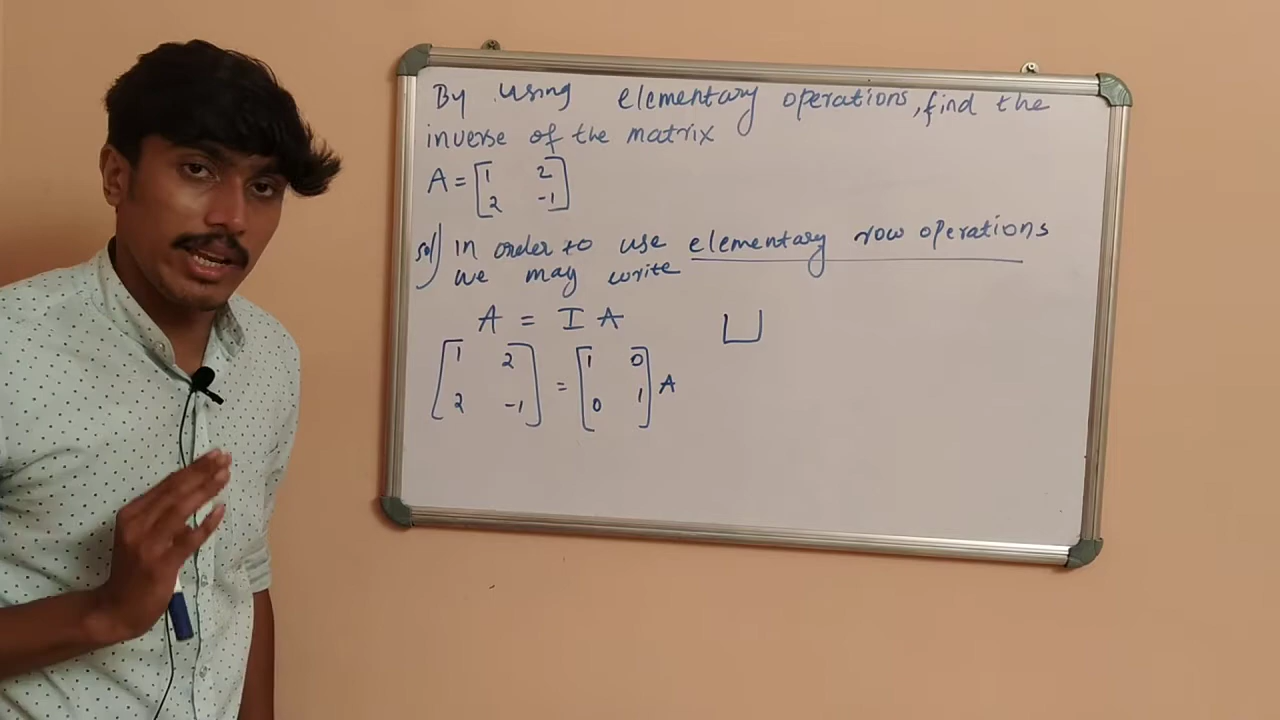 By using elementary operations, find the
inverse of the matrix
A = [1 2
2 -1]
sol) in order to use elementary row operations
we may write
A = I A
[1 2
2 -1] = [1 0
0 1] A